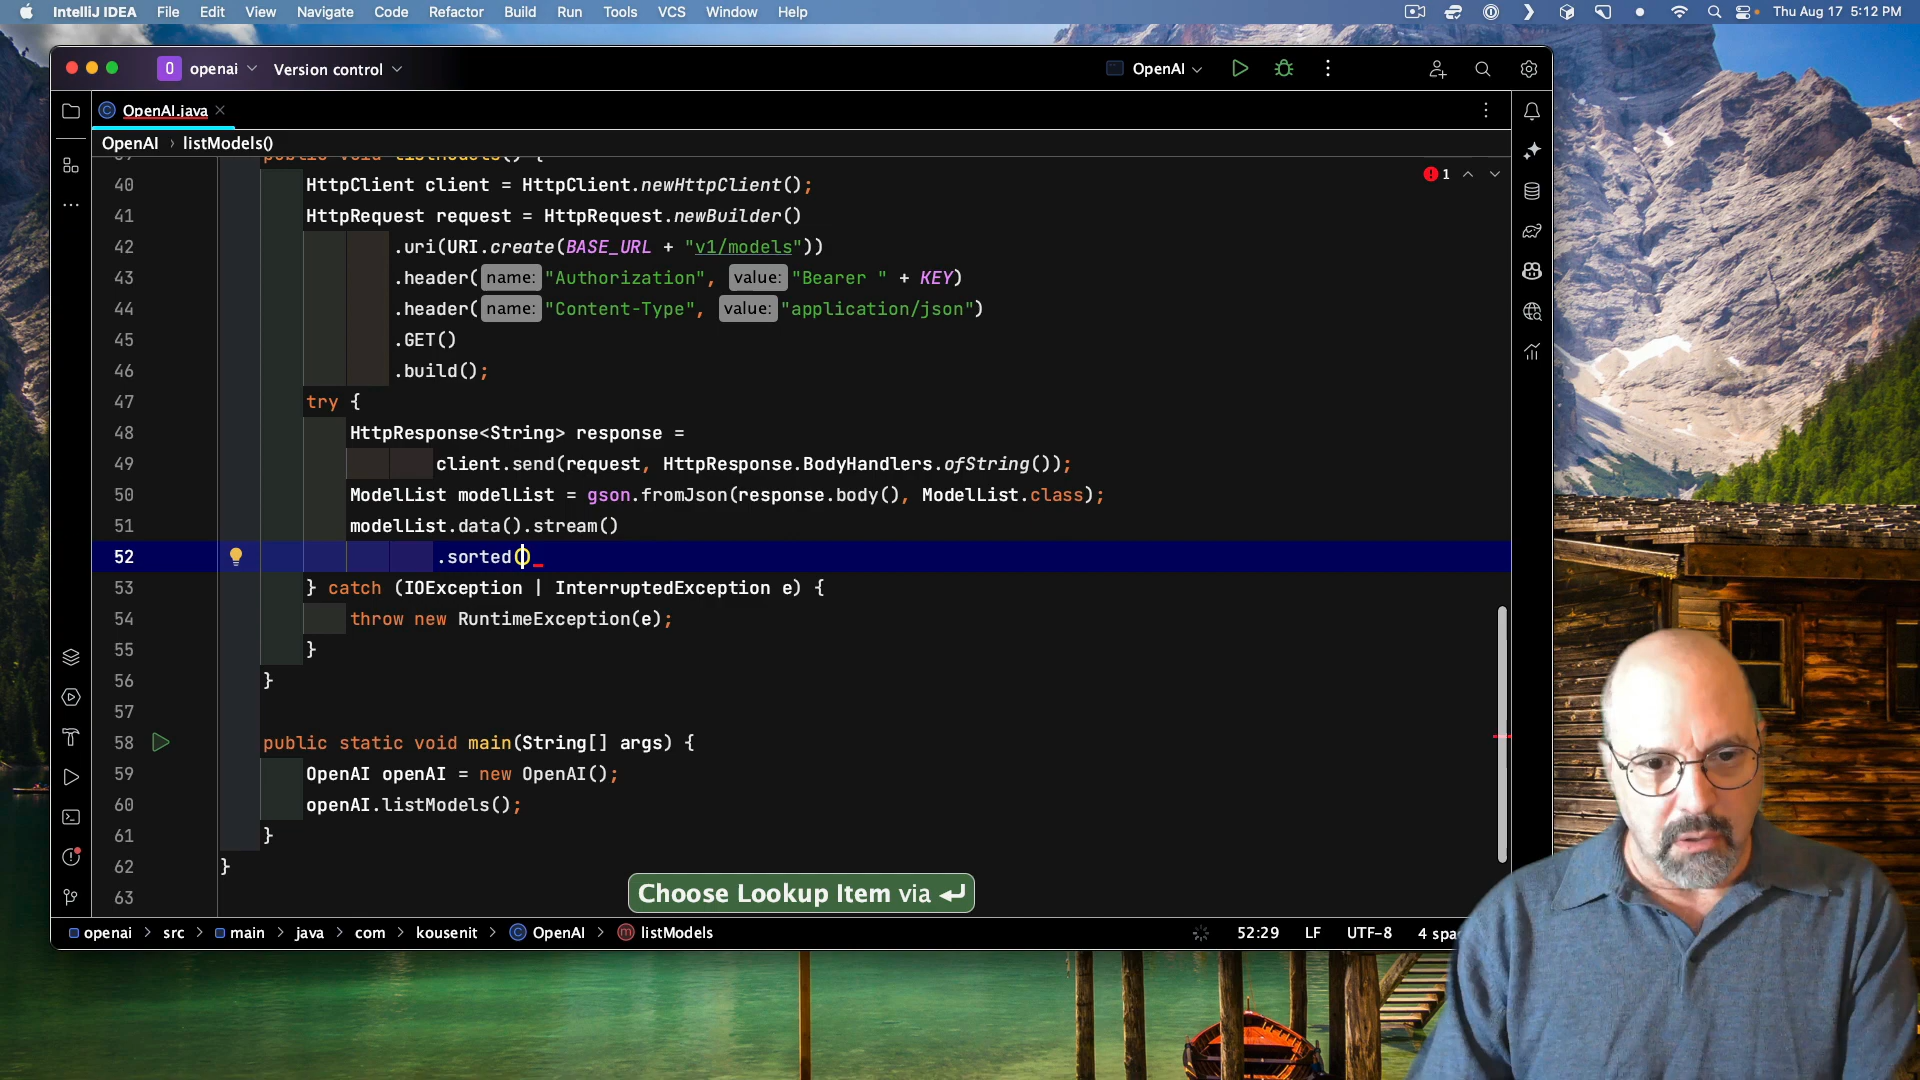 IntelliJ IDEA File Edit View Navigate Code Refactor Build Run Tools VCS Window Help Thu Aug 17 5:12 PM
openai Version control OpenAI
OpenAI.java
OpenAI › listModels()
40 HttpClient client = HttpClient.newHttpClient(); 1
41 HttpRequest request = HttpRequest.newBuilder()
42 .uri(URI.create(BASE_URL + "v1/models"))
43 .header( name: "Authorization", value: "Bearer " + KEY)
44 .header( name: "Content-Type", value: "application/json")
45 .GET()
46 .build();
47 try {
48 HttpResponse<String> response =
49 client.send(request, HttpResponse.BodyHandlers.ofString());
50 ModelList modelList = gson.fromJson(response.body(), ModelList.class);
51 modelList.data().stream()
52 .sorted()
53 } catch (IOException | InterruptedException e) {
54 throw new RuntimeException(e);
55 }
56 }
57
58 public static void main(String[] args) {
59 OpenAI openAI = new OpenAI();
60 openAI.listModels();
61 }
62 }
63
Choose Lookup Item via ↵
openai > src > main > java > com > kousenit > OpenAI > listModels 52:29 LF UTF-8 4